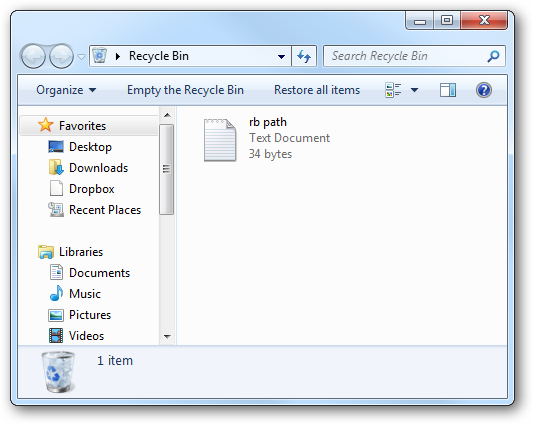 Recycle Bin
Search Recycle Bin
Organize
Empty the Recycle Bin
Restore all items
Favorites
Desktop
Downloads
Dropbox
Recent Places
Libraries
Documents
Music
Pictures
Videos
rb path
Text Document
34 bytes
1 item